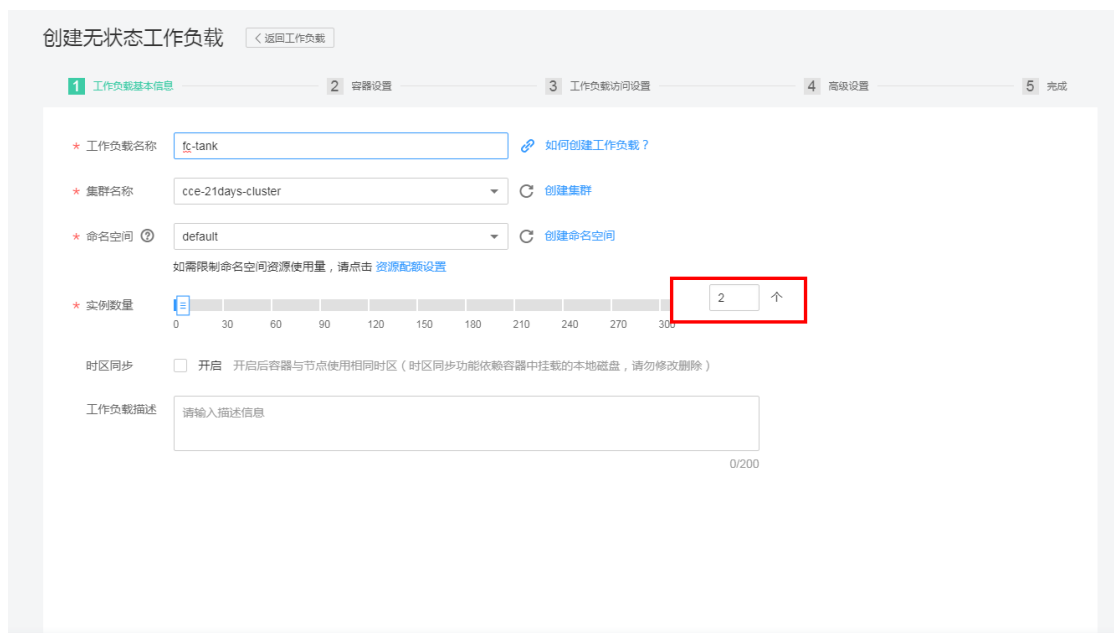 创建无状态工作负载 < 返回工作负载
1 工作负载基本信息 2 容器设置 3 工作负载访问设置 4 高级设置 5 完成
* 工作负载名称 fc-tank 如何创建工作负载？
* 集群名称 cce-21days-cluster 创建集群
* 命名空间 ? default 创建命名空间
如需限制命名空间资源使用量，请点击 资源配额设置
* 实例数量 2 个
0 30 60 90 120 150 180 210 240 270 300
时区同步 开启 开启后容器与节点使用相同时区（时区同步功能依赖容器中挂载的本地磁盘，请勿修改删除）
工作负载描述 请输入描述信息
0/200